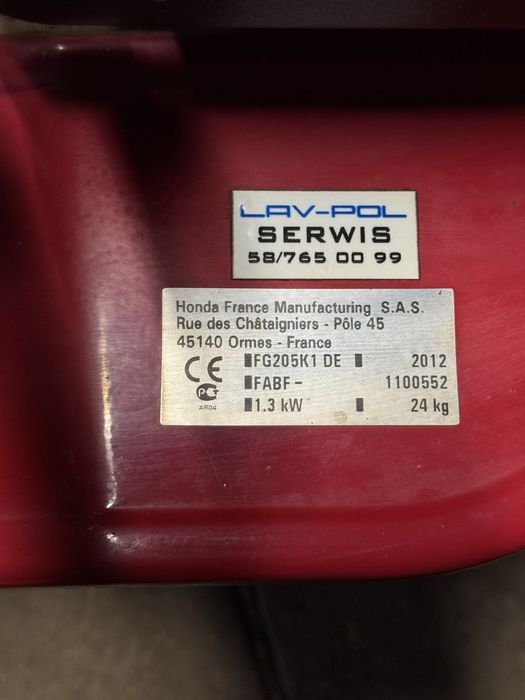 LAV-POL
SERWIS
58/765 00 99
Honda France Manufacturing S.A.S.
Rue des Châtaigniers - Pôle 45
45140 Ormes - France
CE FG205K1 DE 2012
FABF - 1100552
1.3 kW 24 kg